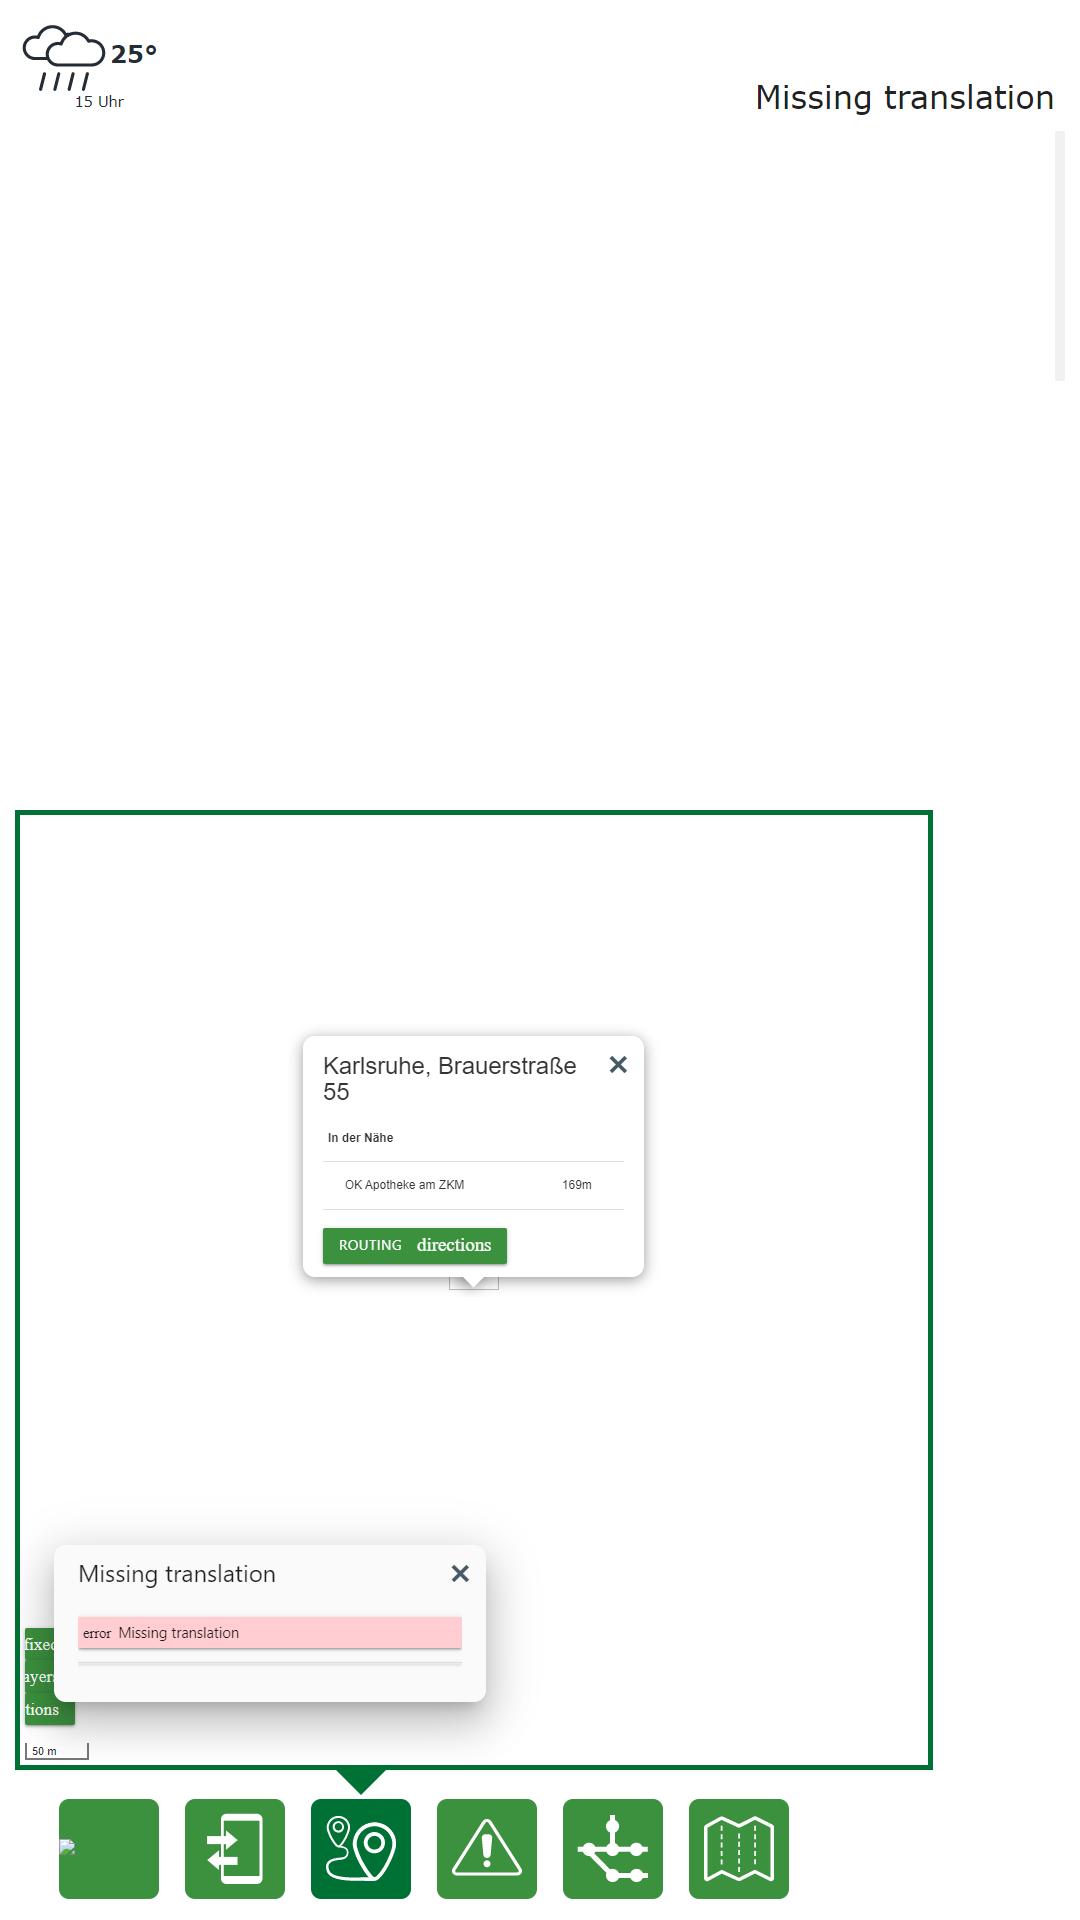 25°
15 Uhr
Missing translation
Karlsruhe, Brauerstraße
55
In der Nähe
OK Apotheke am ZKM 169m
ROUTING directions
Missing translation
error Missing translation
fixed
ayers
tions
50 m